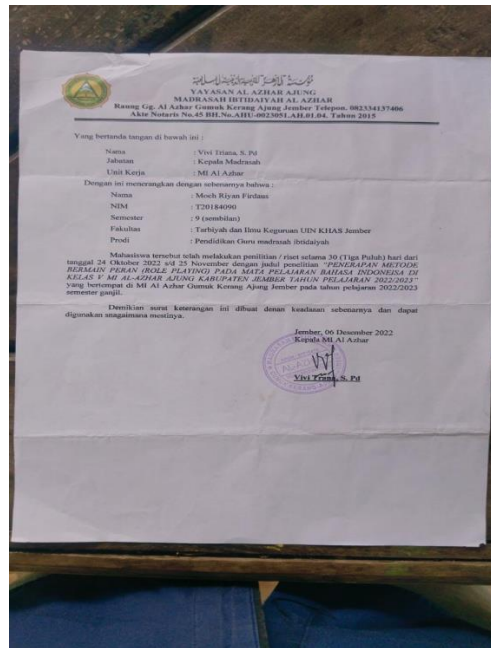 YAYASAN AL AZHAR AJUNG
MADRASAH IBTIDAIYAH AL AZHAR
Raung Gg. Al Azhar Gumuk Kerang Ajung Jember Telepon. 082334137406
Akte Notaris No.45 BH.No.AHU-0023051.AH.01.04. Tahun 2015
Yang bertanda tangan di bawah ini :
Nama : Vivi Triana, S. Pd
Jabatan : Kepala Madrasah
Unit Kerja : MI Al Azhar
Dengan ini menerangkan dengan sebenarnya bahwa :
Nama : Moch Riyan Firdaus
NIM : T20184090
Semester : 9 (sembilan)
Fakultas : Tarbiyah dan Ilmu Keguruan UIN KHAS Jember
Prodi : Pendidikan Guru madrasah ibtidaiyah
Mahasiswa tersebut telah melakukan penilitian / riset selama 30 (Tiga Puluh) hari dari
tanggal 24 Oktober 2022 s/d 25 November dengan judul penelitian "PENERAPAN METODE
BERMAIN PERAN (ROLE PLAYING) PADA MATA PELAJARAN BAHASA INDONEISA DI
KELAS V MI AL-AZHAR AJUNG KABUPATEN JEMBER TAHUN PELAJARAN 2022/2023"
yang bertempat di MI Al Azhar Gumuk Kerang Ajung Jember pada tahun pelajaran 2022/2023
semester ganjil.
Demikian surat keterangan ini dibuat denan keadaan sebenarnya dan dapat
digunakan snagaimana mestinya.
Jember, 06 Desember 2022
Kepala MI Al Azhar
Vivi Triana, S. Pd